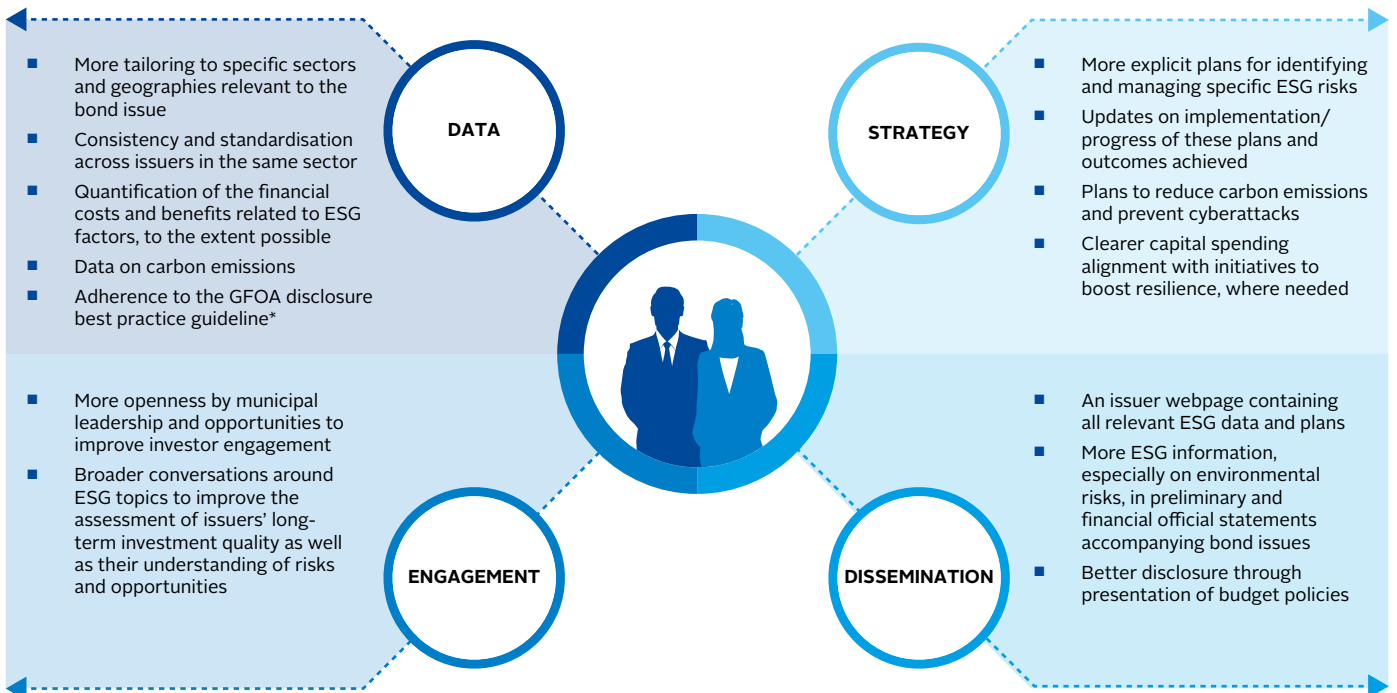 DATA
More tailoring to specific sectors
and geographies relevant to the
bond issue
Consistency and standardisation
across issuers in the same sector
Quantification of the financial
costs and benefits related to ESG
factors, to the extent possible
Data on carbon emissions
Adherence to the GFOA disclosure
best practice guideline*
STRATEGY
More explicit plans for identifying
and managing specific ESG risks
Updates on implementation/
progress of these plans and
outcomes achieved
Plans to reduce carbon emissions
and prevent cyberattacks
Clearer capital spending
alignment with initiatives to
boost resilience, where needed
ENGAGEMENT
More openness by municipal
leadership and opportunities to
improve investor engagement
Broader conversations around
ESG topics to improve the
assessment of issuers' long-
term investment quality as well
as their understanding of risks
and opportunities
DISSEMINATION
An issuer webpage containing
all relevant ESG data and plans
More ESG information,
especially on environmental
risks, in preliminary and
financial official statements
accompanying bond issues
Better disclosure through
presentation of budget policies